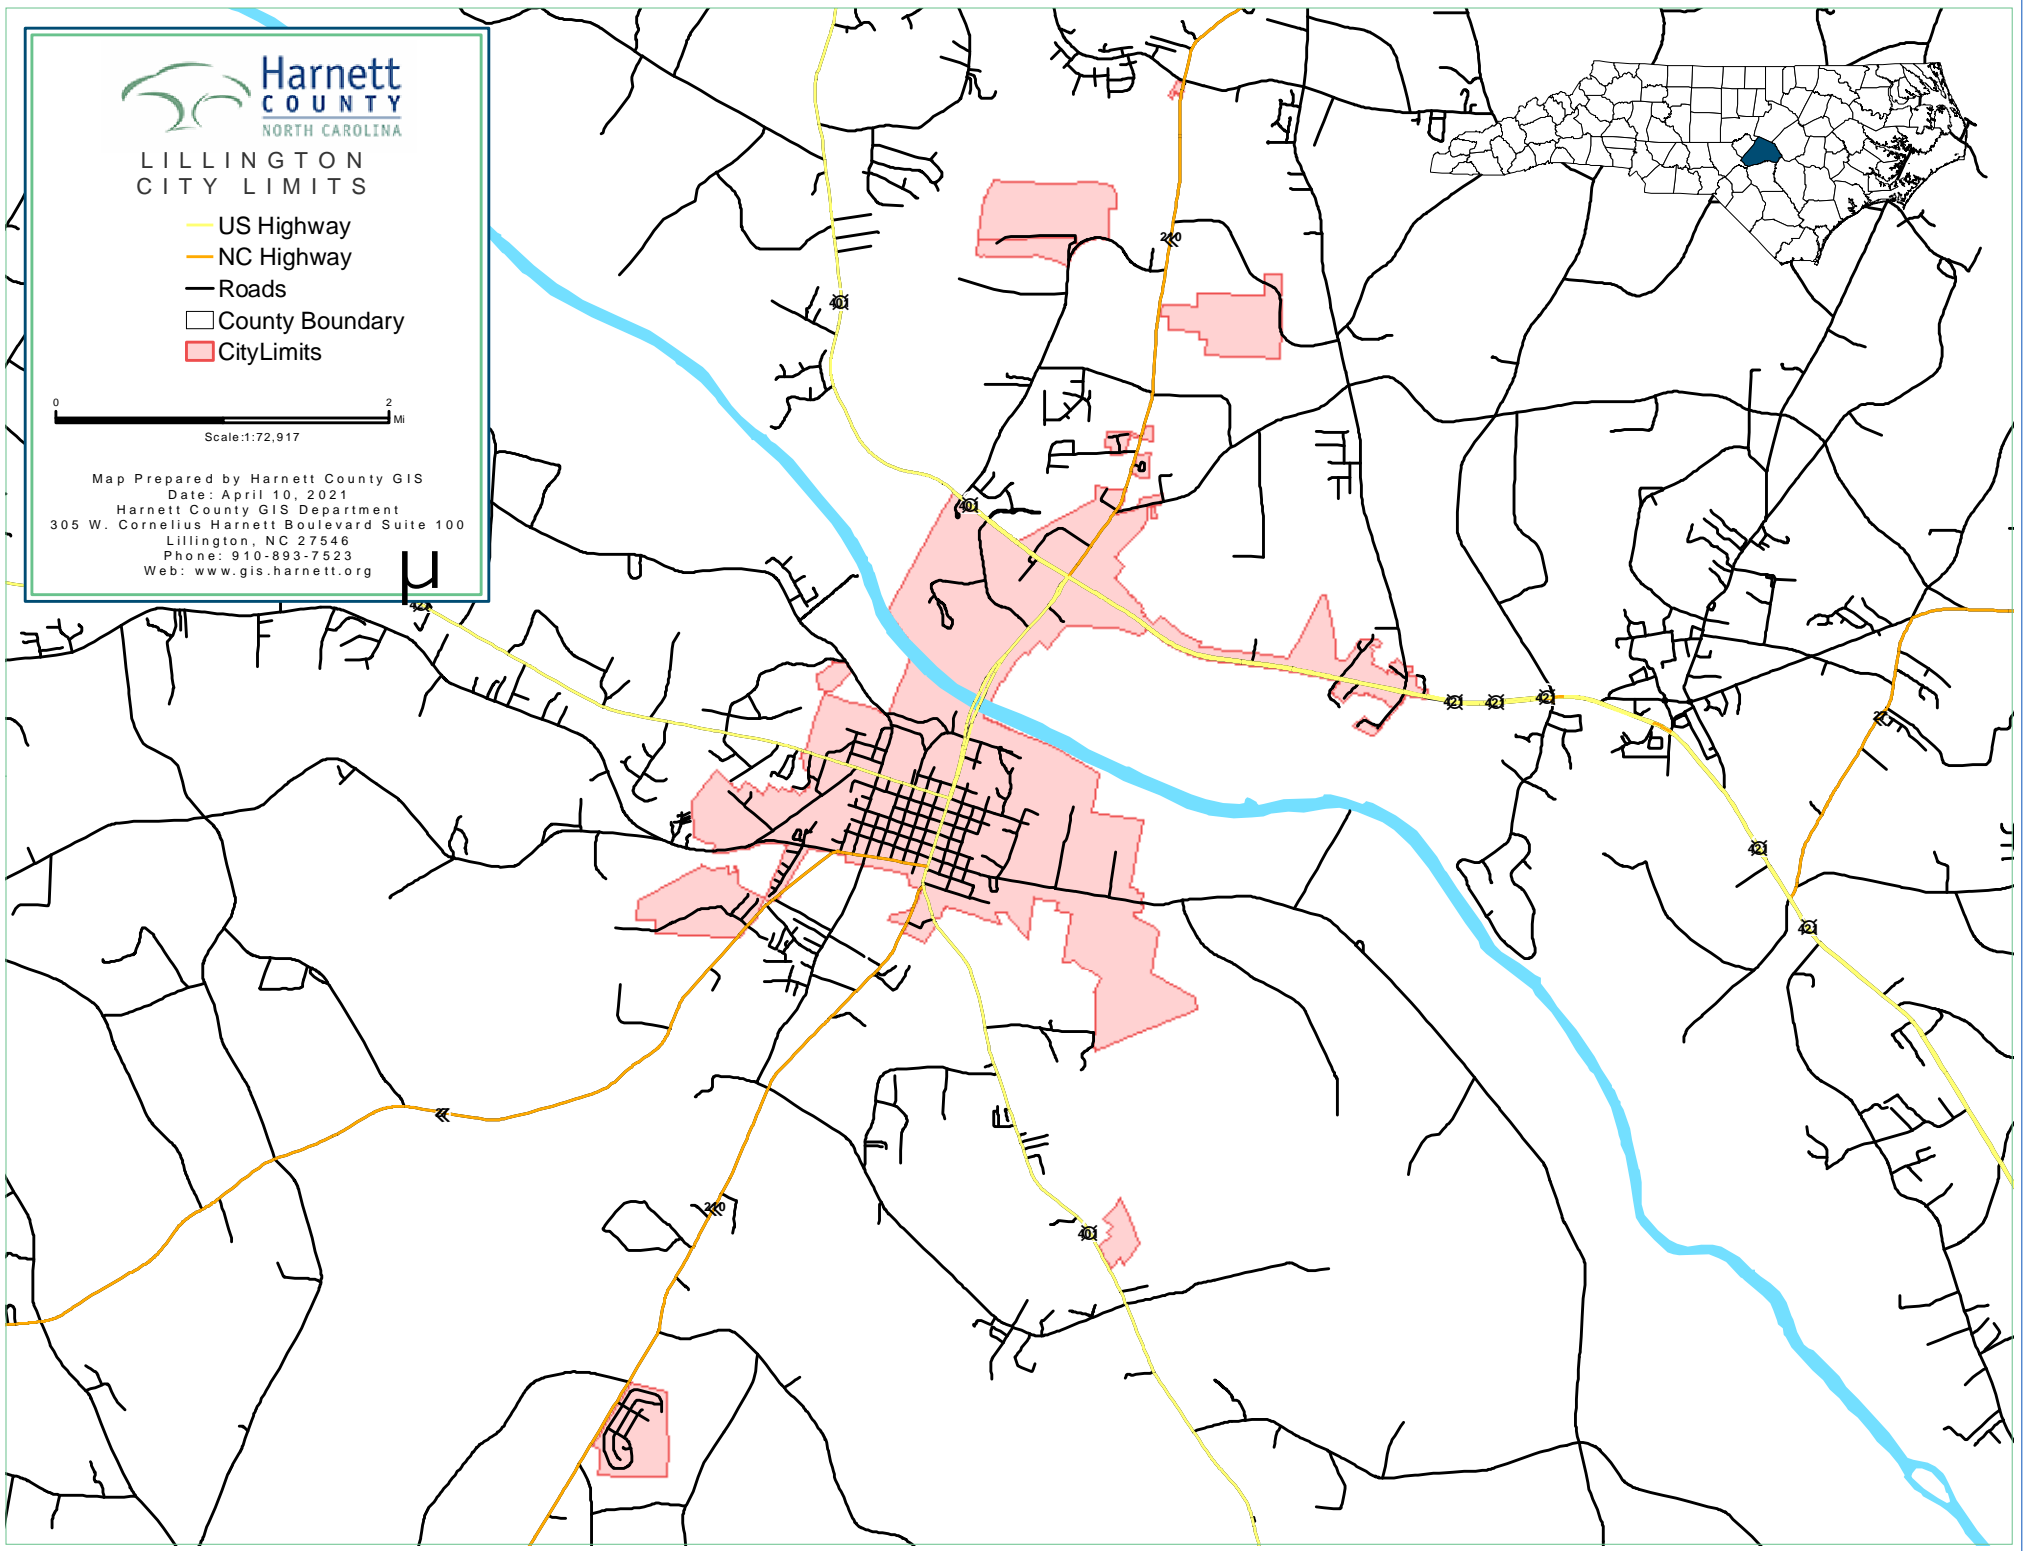 Harnett
COUNTY
NORTH CAROLINA
LILLINGTON
CITY LIMITS
US Highway
NC Highway
Roads
County Boundary
CityLimits
0 2
Mi
Scale:1:72,917
Map Prepared by Harnett County GIS
Date: April 10, 2021
Harnett County GIS Department
305 W. Cornelius Harnett Boulevard Suite 100
Lillington, NC 27546
Phone: 910-893-7523
Web: www.gis.harnett.org
µ
210
401
401
421
421
421
421
27
421
421
27
210
401